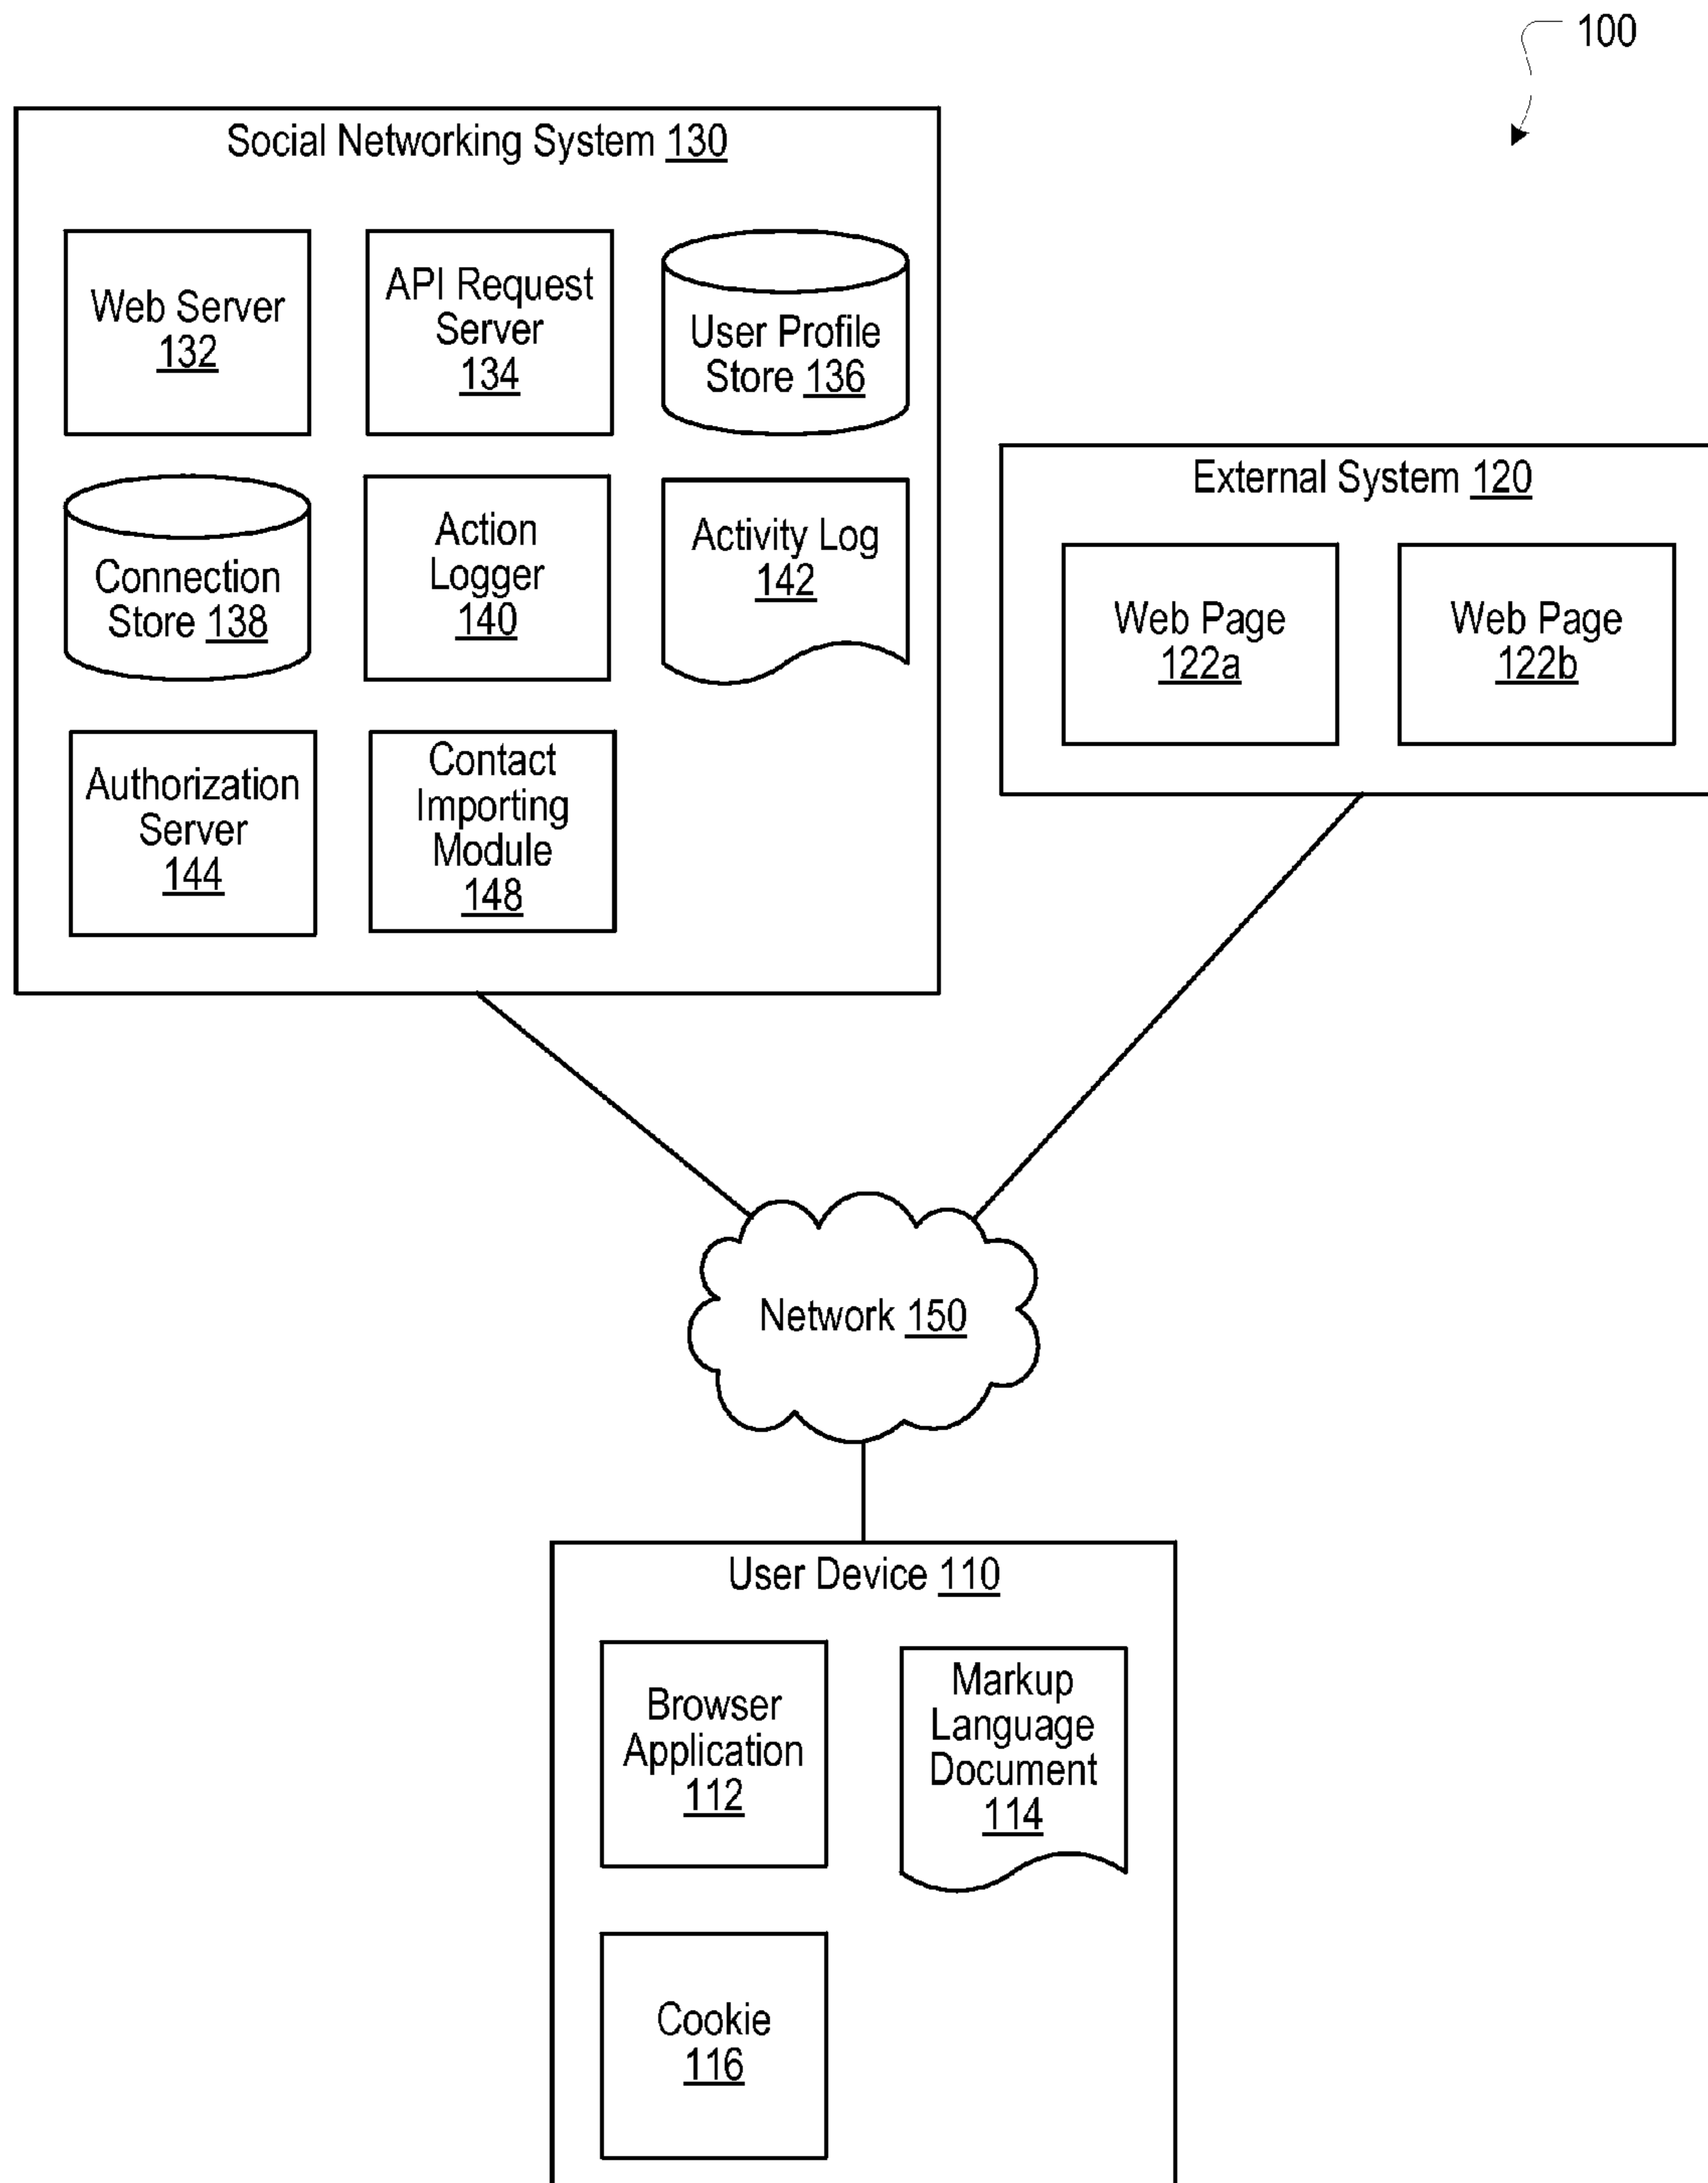 100
Social Networking System 130
Web Server
132
API Request
Server
134
User Profile
Store 136
Connection
Store 138
Action
Logger
140
Activity Log
142
Authorization
Server
144
Contact
Importing
Module
148
External System 120
Web Page
122a
Web Page
122b
Network 150
User Device 110
Browser
Application
112
Markup
Language
Document
114
Cookie
116